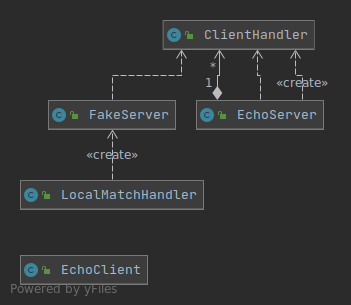 ClientHandler
*
1
«create»
FakeServer
EchoServer
«create»
LocalMatchHandler
EchoClient
Powered by yFiles